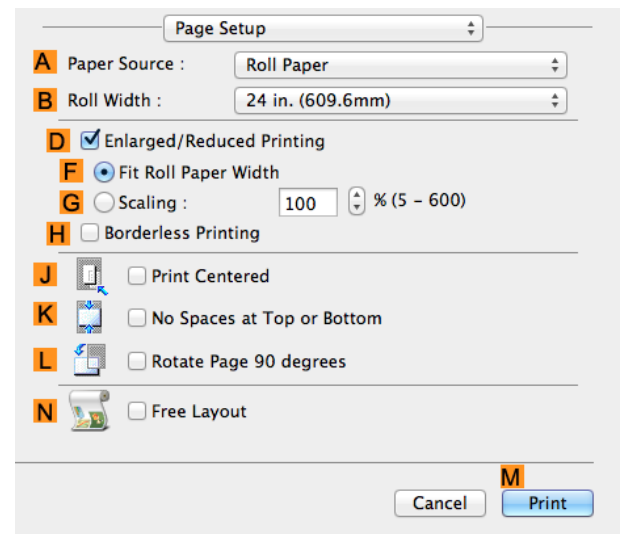 Page Setup
A Paper Source : Roll Paper
B Roll Width : 24 in. (609.6mm)
D Enlarged/Reduced Printing
F Fit Roll Paper Width
G Scaling : 100 % (5 - 600)
H Borderless Printing
J Print Centered
K No Spaces at Top or Bottom
L Rotate Page 90 degrees
N Free Layout
M
Cancel Print